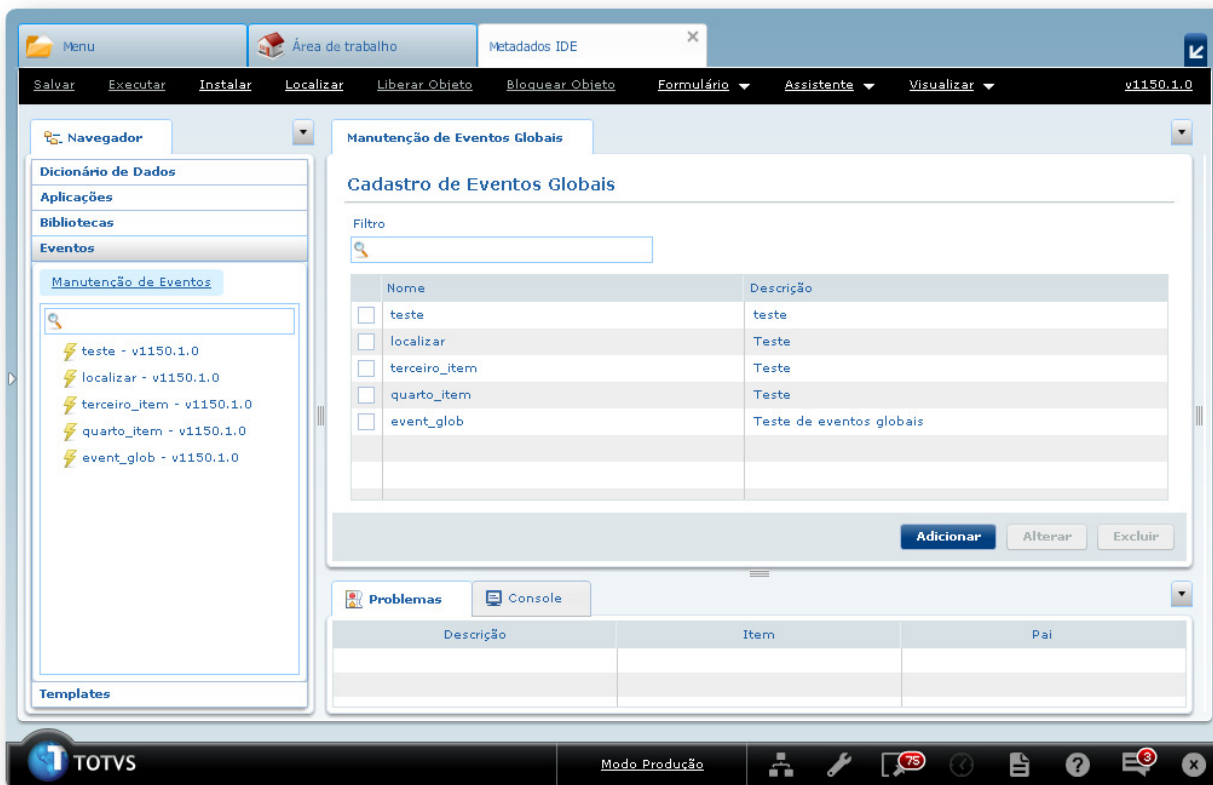 Menu
Área de trabalho
Metadados IDE
Salvar Executar Instalar Localizar Liberar Objeto Bloquear Objeto Formulário Assistente Visualizar v1150.1.0
Navegador
Dicionário de Dados
Aplicações
Bibliotecas
Eventos
Manutenção de Eventos
teste - v1150.1.0
localizar - v1150.1.0
terceiro_item - v1150.1.0
quarto_item - v1150.1.0
event_glob - v1150.1.0
Templates
Manutenção de Eventos Globais
Cadastro de Eventos Globais
Filtro
Nome Descrição
teste teste
localizar Teste
terceiro_item Teste
quarto_item Teste
event_glob Teste de eventos globais
Adicionar Alterar Excluir
Problemas Console
Descrição Item Pai
TOTVS Modo Produção 75 3